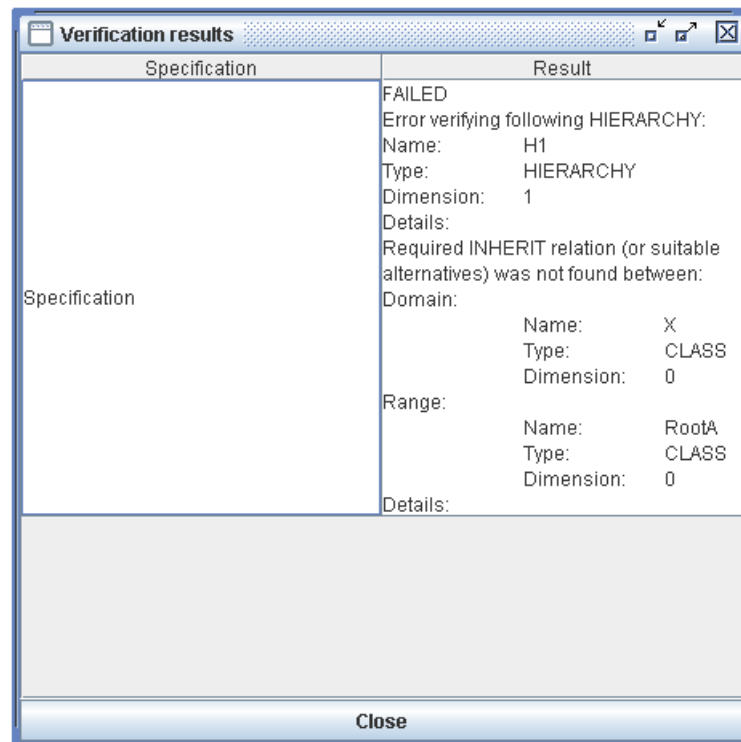 Verification results
Specification Result
Specification
FAILED
Error verifying following HIERARCHY:
Name: H1
Type: HIERARCHY
Dimension: 1
Details:
Required INHERIT relation (or suitable
alternatives) was not found between:
Domain:
Name: X
Type: CLASS
Dimension: 0
Range:
Name: RootA
Type: CLASS
Dimension: 0
Details:
Close